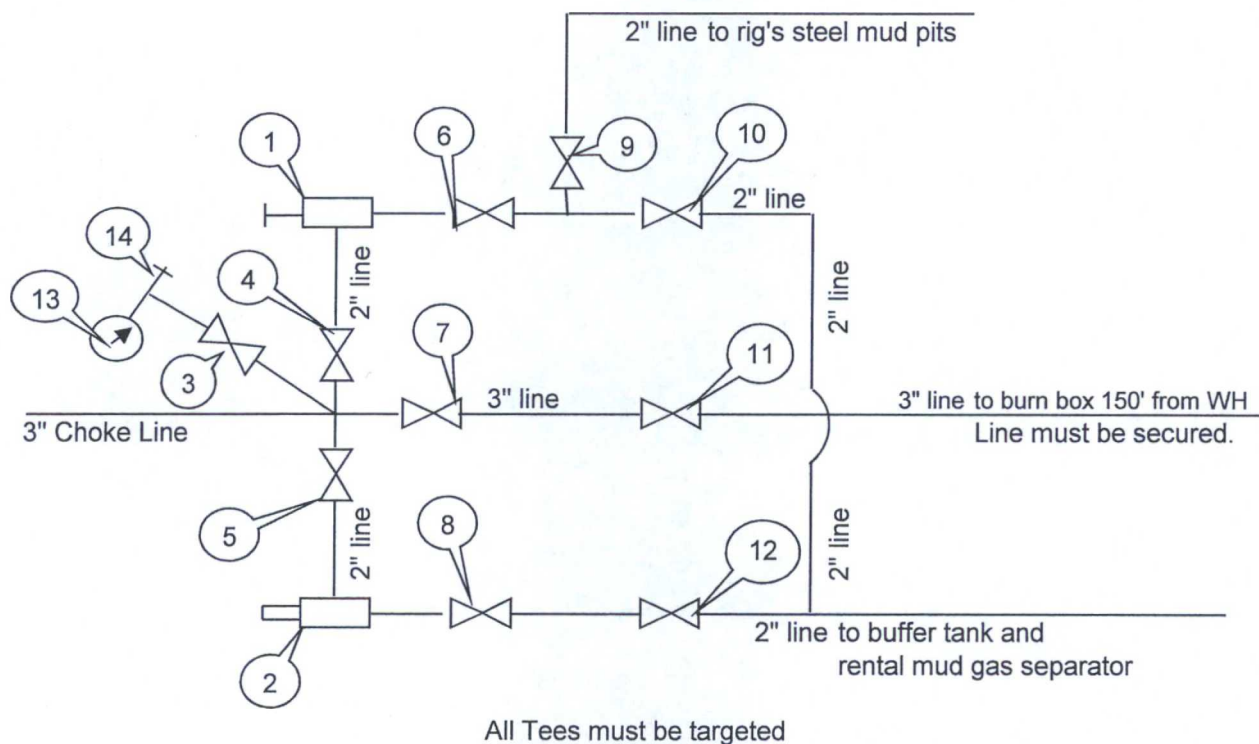 2" line to rig's steel mud pits
1
6
9
10
2" line
14
4
2" line
2" line
13
7
11
3
3" line
3" line to burn box 150' from WH
3" Choke Line
Line must be secured.
5
2" line
8
12
2" line
2
2" line to buffer tank and
rental mud gas separator
All Tees must be targeted